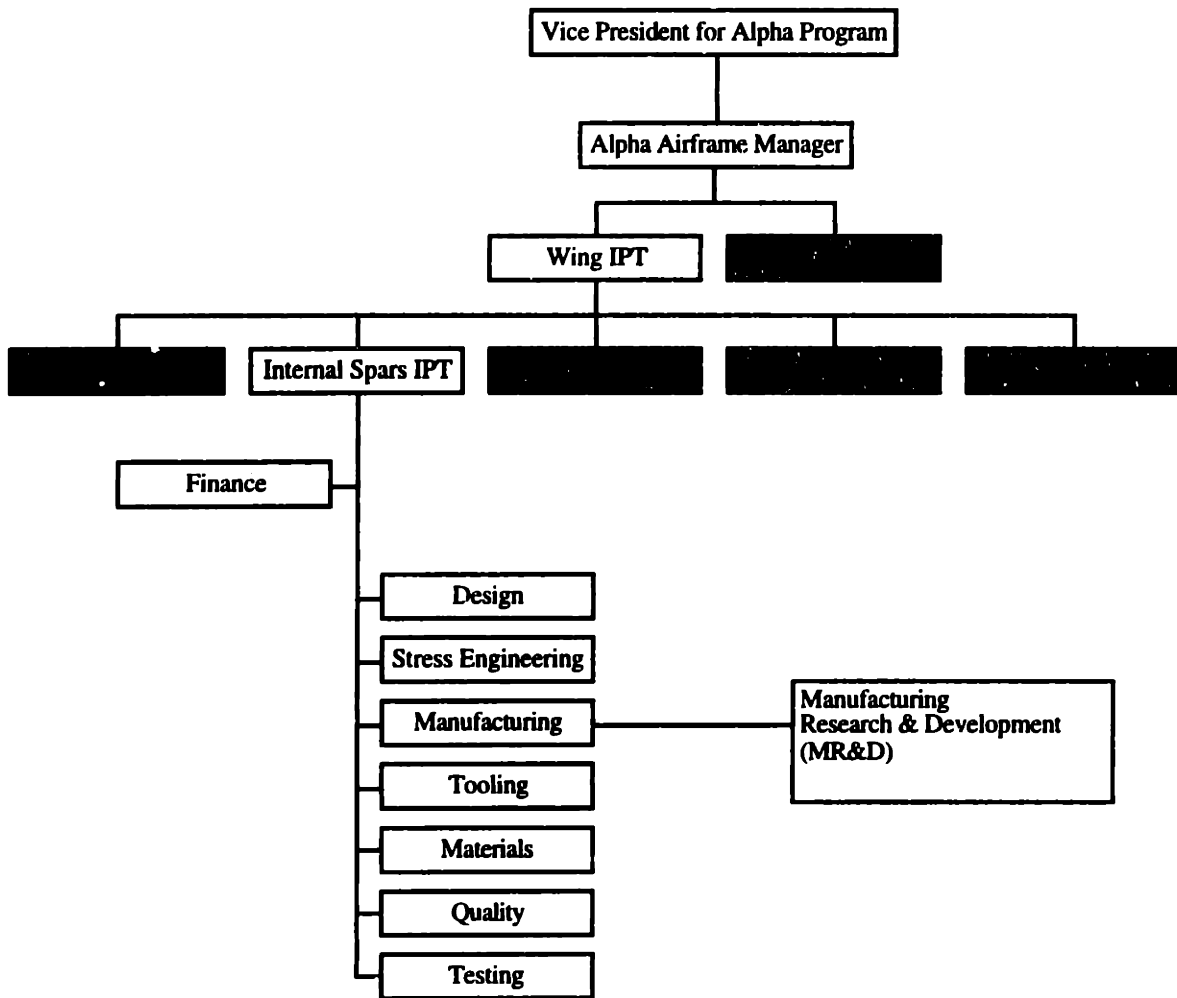 Vice President for Alpha Program
Alpha Airframe Manager
Wing IPT
Internal Spars IPT
Finance
Design
Stress Engineering
Manufacturing
Manufacturing
Research & Development
(MR&D)
Tooling
Materials
Quality
Testing